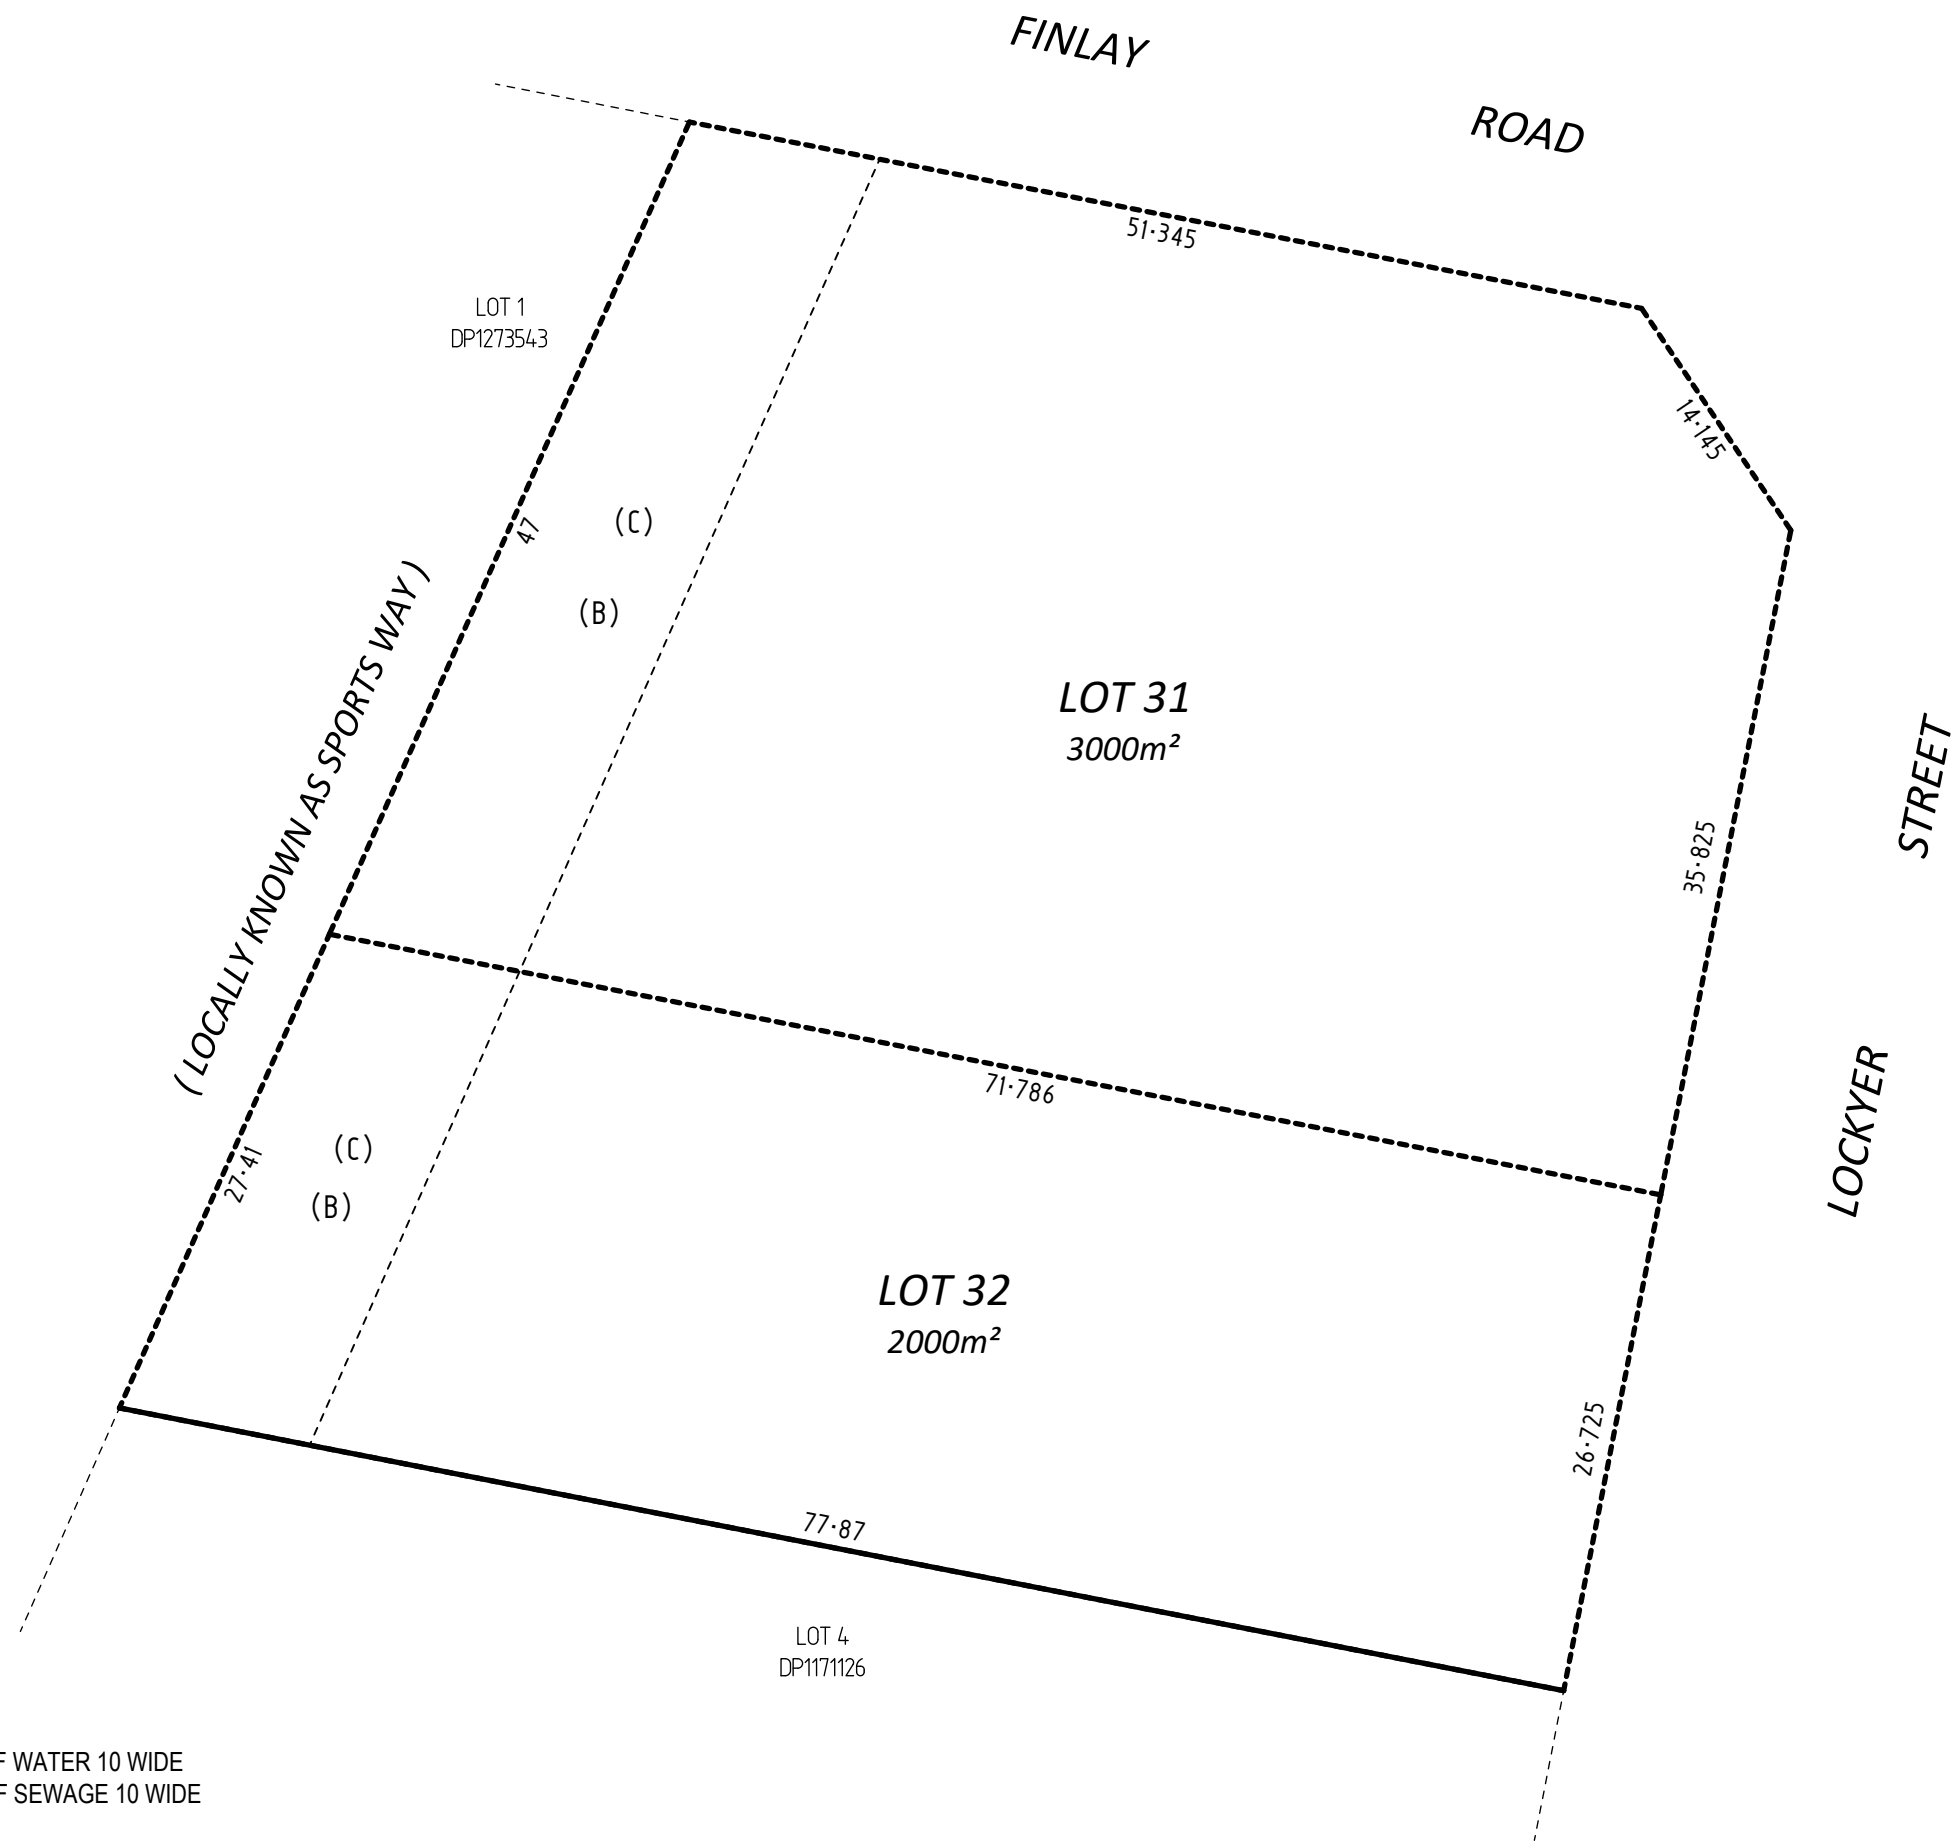 FINLAY
ROAD
51·345
LOT 1
DP1273543
14·145
47
(C)
(B)
( LOCALLY KNOWN AS SPORTS WAY )
LOT 31
3000m²
35·825
STREET
LOCKYER
71·786
27·41
(C)
(B)
LOT 32
2000m²
26·725
77·87
LOT 4
DP1171126
WATER 10 WIDE
SEWAGE 10 WIDE